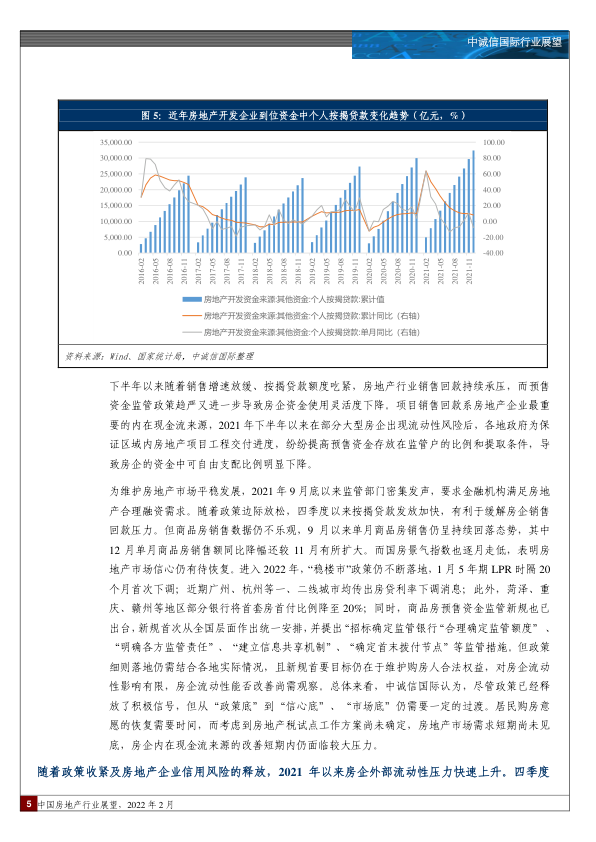 中诚信国际行业展望
图 5：近年房地产开发企业到位资金中个人按揭贷款变化趋势（亿元，%）
35,000.00
30,000.00
25,000.00
20,000.00
15,000.00
10,000.00
5,000.00
0.00
100.00
80.00
60.00
40.00
20.00
0.00
-20.00
-40.00
2016-02
2016-05
2016-08
2016-11
2017-02
2017-05
2017-08
2017-11
2018-02
2018-05
2018-08
2018-11
2019-02
2019-05
2019-08
2019-11
2020-02
2020-05
2020-08
2020-11
2021-02
2021-05
2021-08
2021-11
房地产开发资金来源:其他资金:个人按揭贷款:累计值
房地产开发资金来源:其他资金:个人按揭贷款:累计同比（右轴）
房地产开发资金来源:其他资金:个人按揭贷款:单月同比（右轴）
资料来源：Wind、国家统计局，中诚信国际整理
下半年以来随着销售增速放缓、按揭贷款额度吃紧，房地产行业销售回款持续承压，而预售
资金监管政策趋严又进一步导致房企资金使用灵活度下降。项目销售回款系房地产企业最重
要的内在现金流来源，2021 年下半年以来在部分大型房企出现流动性风险后，各地政府为保
证区域内房地产项目工程交付进度，纷纷提高预售资金存放在监管户的比例和提取条件，导
致房企的资金中可自由支配比例明显下降。
为维护房地产市场平稳发展，2021 年 9 月底以来监管部门密集发声，要求金融机构满足房地
产合理融资需求。随着政策边际放松，四季度以来按揭贷款发放加快，有利于缓解房企销售
回款压力。但商品房销售数据仍不乐观，9 月以来单月商品房销售仍呈持续回落态势，其中
12 月单月商品房销售额同比降幅还较 11 月有所扩大。而国房景气指数也逐月走低，表明房
地产市场信心仍有待恢复。进入 2022 年，“稳楼市”政策仍不断落地，1 月 5 年期 LPR 时隔 20
个月首次下调；近期广州、杭州等一、二线城市均传出房贷利率下调消息；此外，菏泽、重
庆、赣州等地区部分银行将首套房首付比例降至 20%；同时，商品房预售资金监管新规也已
出台，新规首次从全国层面作出统一安排，并提出“招标确定监管银行“合理确定监管额度” 、
“明确各方监管责任” 、 “建立信息共享机制” 、 “确定首末拨付节点”等监管措施。但政策
细则落地仍需结合各地实际情况，且新规首要目标仍在于维护购房人合法权益，对房企流动
性影响有限，房企流动性能否改善尚需观察。总体来看，中诚信国际认为，尽管政策已经释
放了积极信号，但从“政策底”到“信心底” 、 “市场底”仍需要一定的过渡。居民购房意
愿的恢复需要时间，而考虑到房地产税试点工作方案尚未确定，房地产市场需求短期尚未见
底，房企内在现金流来源的改善短期内仍面临较大压力。
随着政策收紧及房地产企业信用风险的释放，2021 年以来房企外部流动性压力快速上升。四季度
5 中国房地产行业展望，2022 年 2 月